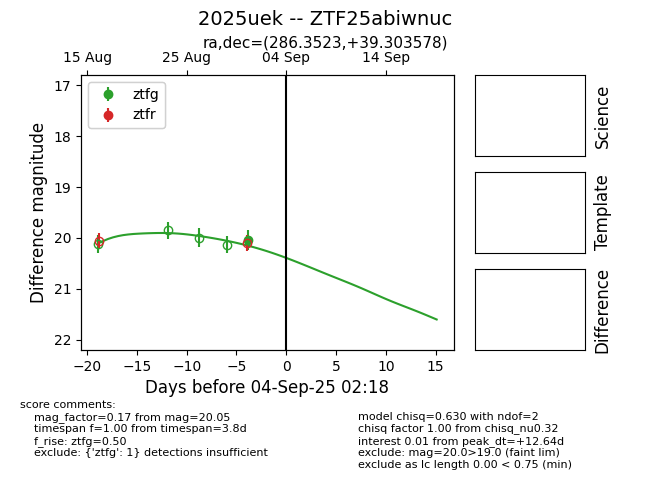 2025uek -- ZTF25abiwnuc
ra,dec=(286.3523,+39.303578)
15 Aug 25 Aug 04 Sep 14 Sep
ztfg
ztfr
17
18
19
20
21
22
Difference magnitude
−20 −15 −10 −5 0 5 10 15
Days before 04-Sep-25 02:18
Science
Template
Difference
score comments:
mag_factor=0.17 from mag=20.05
timespan f=1.00 from timespan=3.8d
f_rise: ztfg=0.50
exclude: {'ztfg': 1} detections insufficient
model chisq=0.630 with ndof=2
chisq factor 1.00 from chisq_nu0.32
interest 0.01 from peak_dt=+12.64d
exclude: mag=20.0>19.0 (faint lim)
exclude as lc length 0.00 < 0.75 (min)